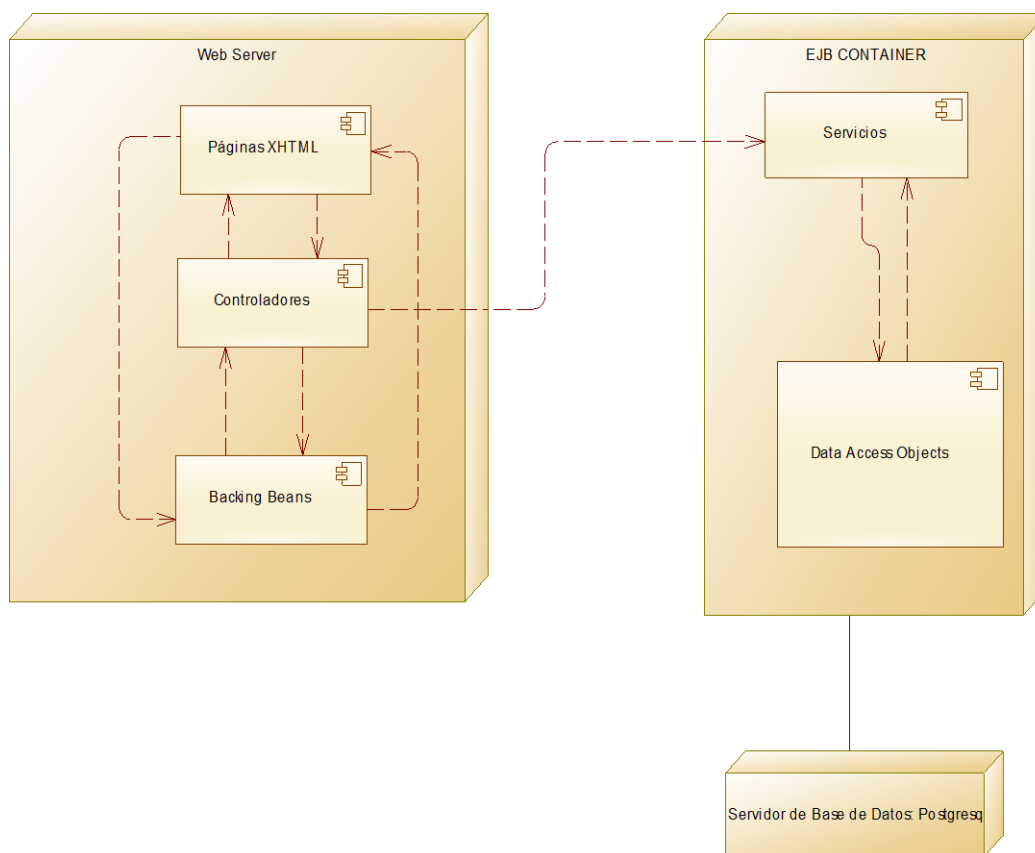 Web Server
Páginas XHTML
Controladores
Backing Beans
EJB CONTAINER
Servicios
Data Access Objects
Servidor de Base de Datos: Postgresq